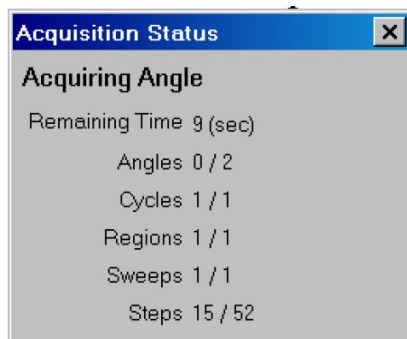 Acquisition Status
Acquiring Angle
Remaining Time 9 (sec)
Angles 0 / 2
Cycles 1 / 1
Regions 1 / 1
Sweeps 1 / 1
Steps 15 / 52